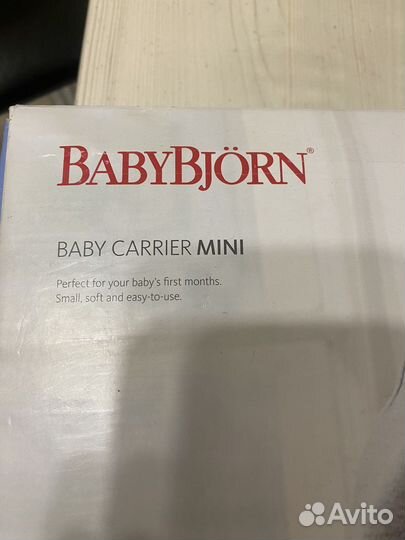 BABYBJÖRN®
BABY CARRIER MINI
Perfect for your baby's first months.
Small, soft and easy-to-use.
Avito